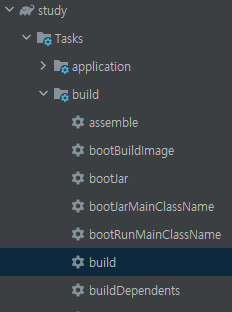 study
Tasks
application
build
assemble
bootBuildImage
bootJar
bootJarMainClassName
bootRunMainClassName
build
buildDependents